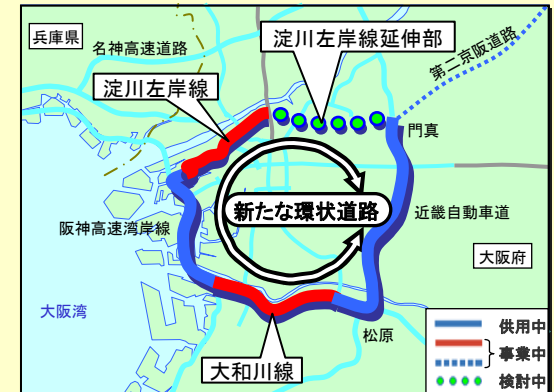 兵庫県
名神高速道路
淀川左岸線延伸部
第二京阪道路
淀川左岸線
門真
新たな環状道路
阪神高速湾岸線
近畿自動車道
大阪府
大阪湾
松原
大和川線
供用中
事業中
検討中